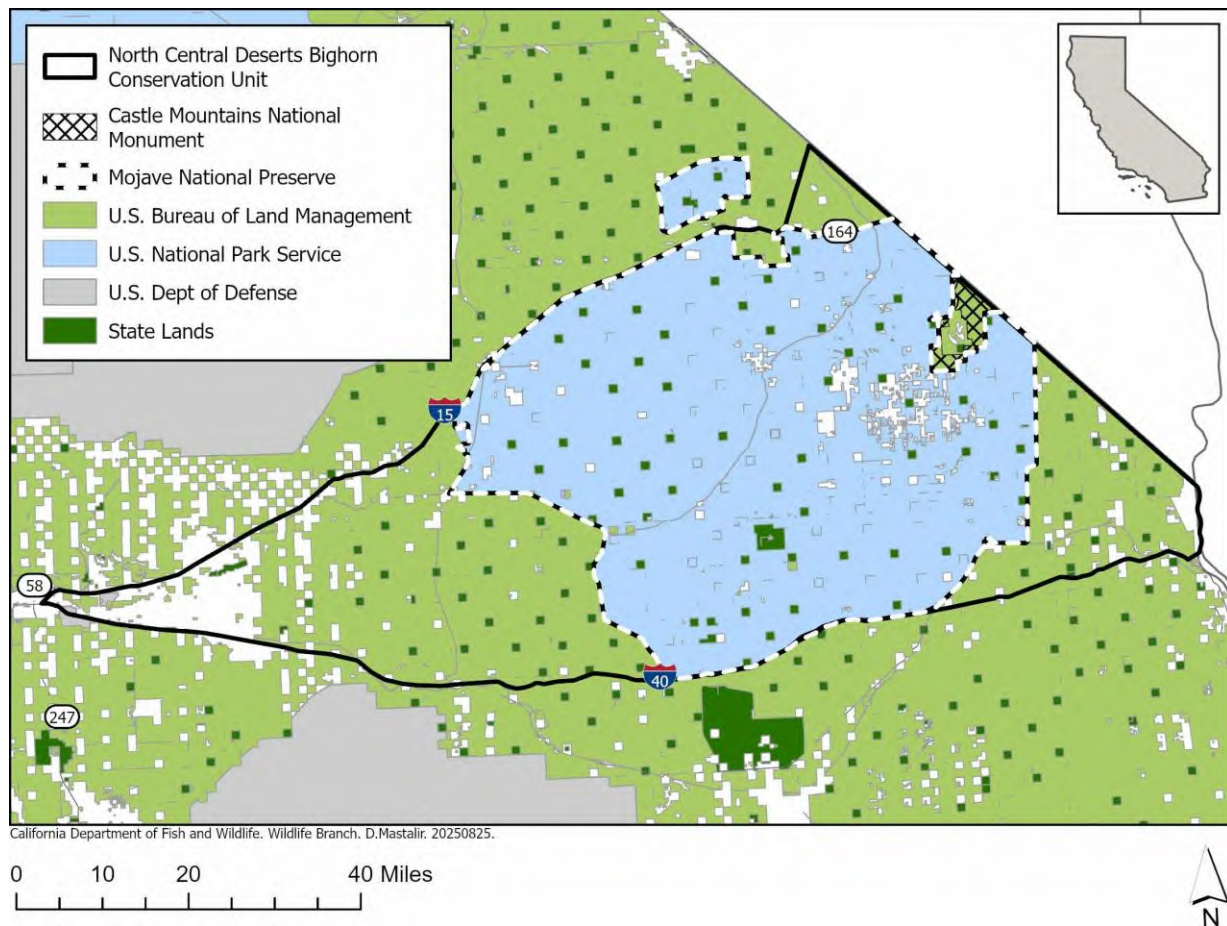 North Central Deserts Bighorn
Conservation Unit
Castle Mountains National
Monument
Mojave National Preserve
U.S. Bureau of Land Management
U.S. National Park Service
U.S. Dept of Defense
State Lands
164
15
58
40
247
California Department of Fish and Wildlife. Wildlife Branch. D.Mastalir. 20250825.
0 10 20 40 Miles
N